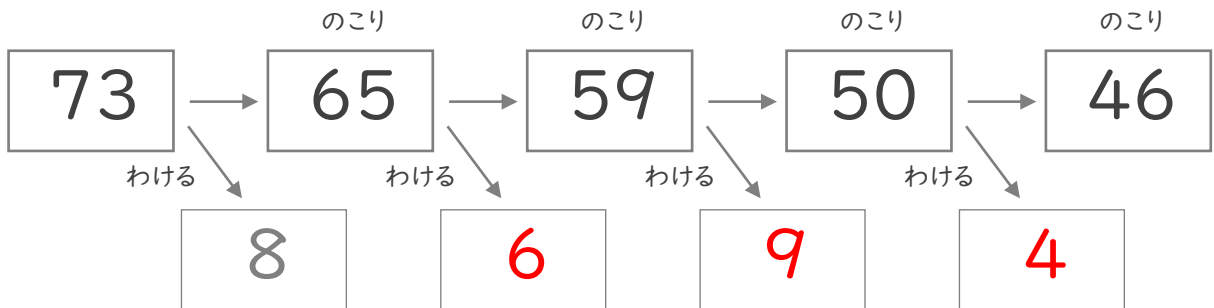 のこり のこり のこり のこり
73 65 59 50 46
わける わける わける わける
8 6 9 4